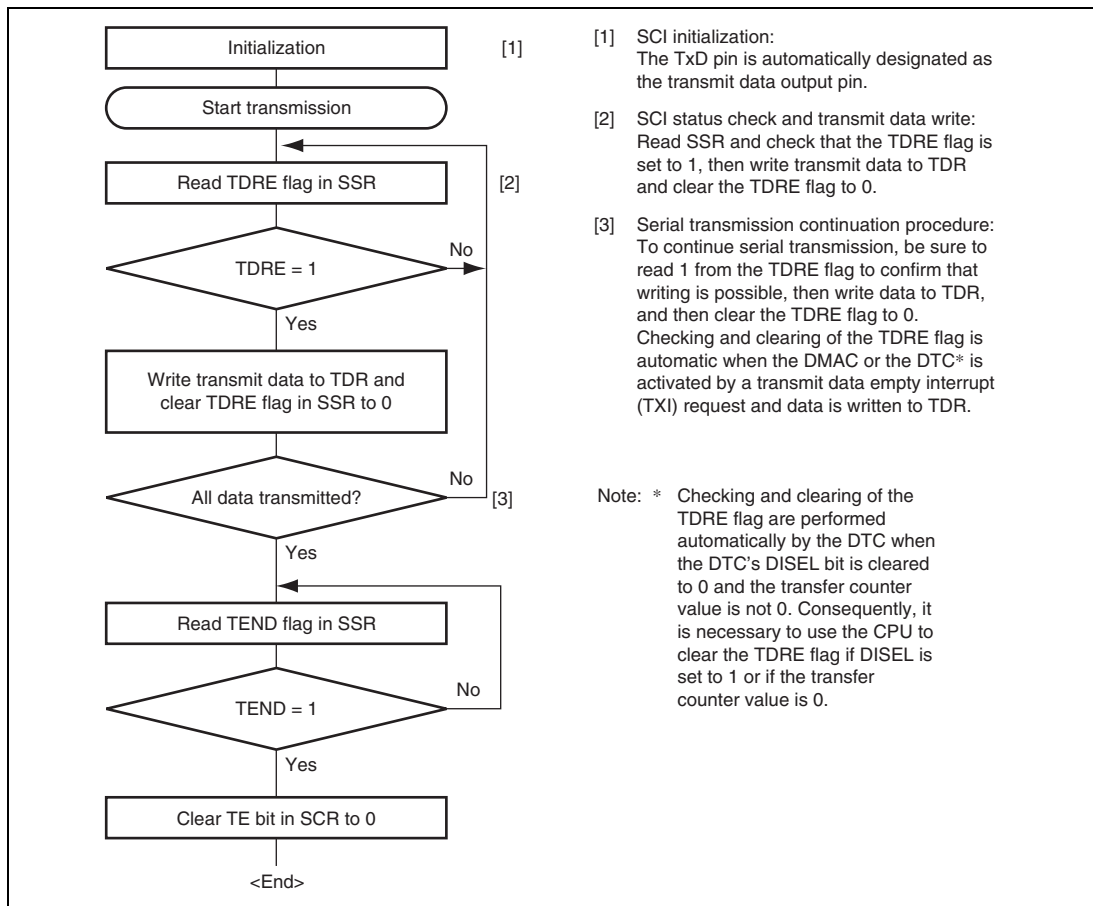 Initialization
[1]
Start transmission
Read TDRE flag in SSR
[2]
TDRE = 1
No
Yes
Write transmit data to TDR and
clear TDRE flag in SSR to 0
All data transmitted?
No
[3]
Yes
Read TEND flag in SSR
TEND = 1
No
Yes
Clear TE bit in SCR to 0
<End>
[1] SCI initialization:
The TxD pin is automatically designated as
the transmit data output pin.
[2] SCI status check and transmit data write:
Read SSR and check that the TDRE flag is
set to 1, then write transmit data to TDR
and clear the TDRE flag to 0.
[3] Serial transmission continuation procedure:
To continue serial transmission, be sure to
read 1 from the TDRE flag to confirm that
writing is possible, then write data to TDR,
and then clear the TDRE flag to 0.
Checking and clearing of the TDRE flag is
automatic when the DMAC or the DTC* is
activated by a transmit data empty interrupt
(TXI) request and data is written to TDR.
Note: * Checking and clearing of the
TDRE flag are performed
automatically by the DTC when
the DTC's DISEL bit is cleared
to 0 and the transfer counter
value is not 0. Consequently, it
is necessary to use the CPU to
clear the TDRE flag if DISEL is
set to 1 or if the transfer
counter value is 0.